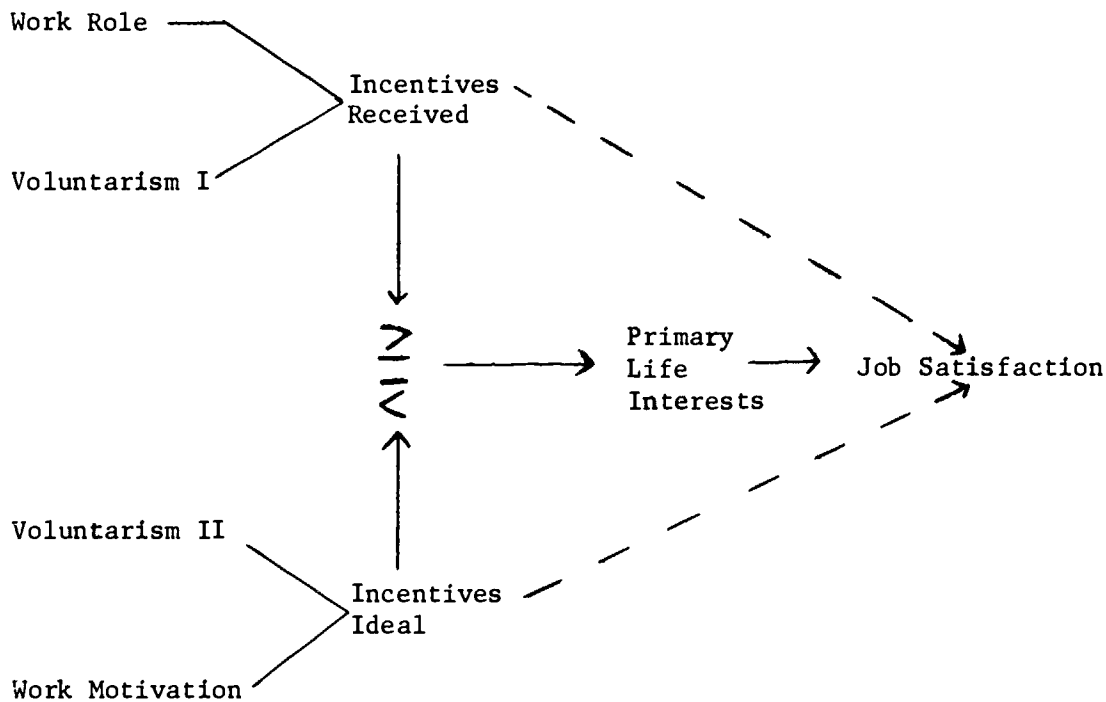 Work Role
Incentives
Received
Voluntarism I
≥
≤
Primary
Life
Interests
Job Satisfaction
Voluntarism II
Incentives
Ideal
Work Motivation